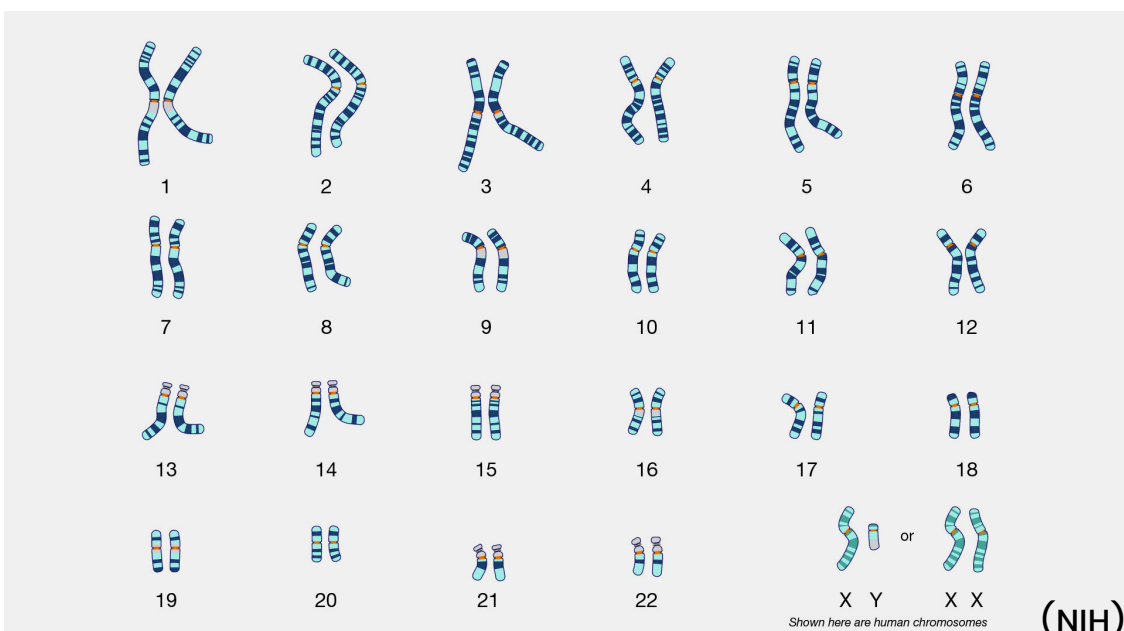 1 2 3 4 5 6
7 8 9 10 11 12
13 14 15 16 17 18
or
19 20 21 22 X Y X X
Shown here are human chromosomes
(NIH)